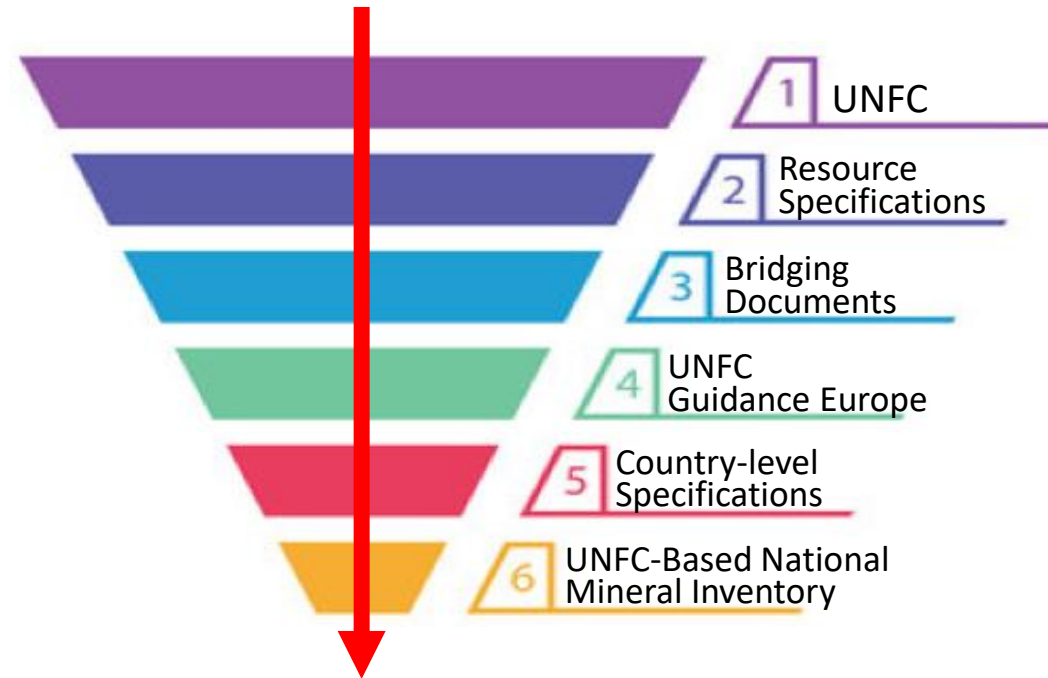 1 UNFC
2 Resource
Specifications
3 Bridging
Documents
4 UNFC
Guidance Europe
5 Country-level
Specifications
6 UNFC-Based National
Mineral Inventory